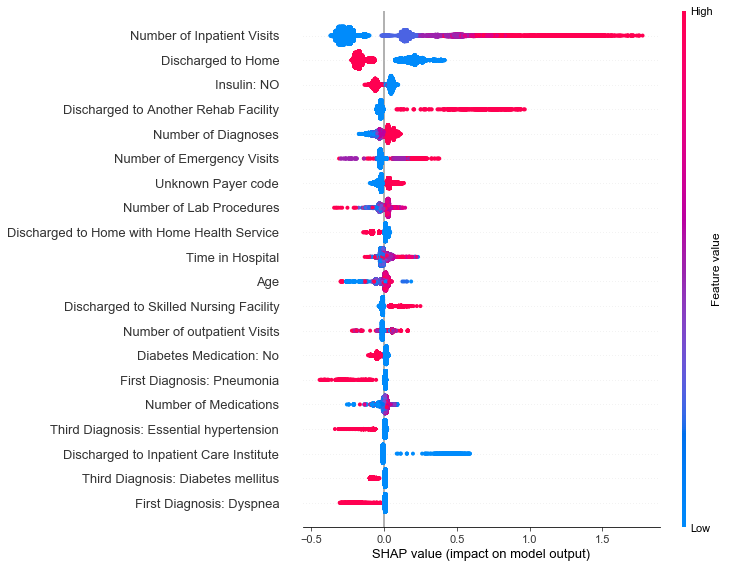 High
Number of Inpatient Visits
Discharged to Home
Insulin: NO
Discharged to Another Rehab Facility
Number of Diagnoses
Number of Emergency Visits
Unknown Payer code
Number of Lab Procedures
Discharged to Home with Home Health Service
Time in Hospital
Age
Discharged to Skilled Nursing Facility
Number of outpatient Visits
Diabetes Medication: No
First Diagnosis: Pneumonia
Number of Medications
Third Diagnosis: Essential hypertension
Discharged to Inpatient Care Institute
Third Diagnosis: Diabetes mellitus
First Diagnosis: Dyspnea
Feature value
Low
−0.5 0.0 0.5 1.0 1.5
SHAP value (impact on model output)